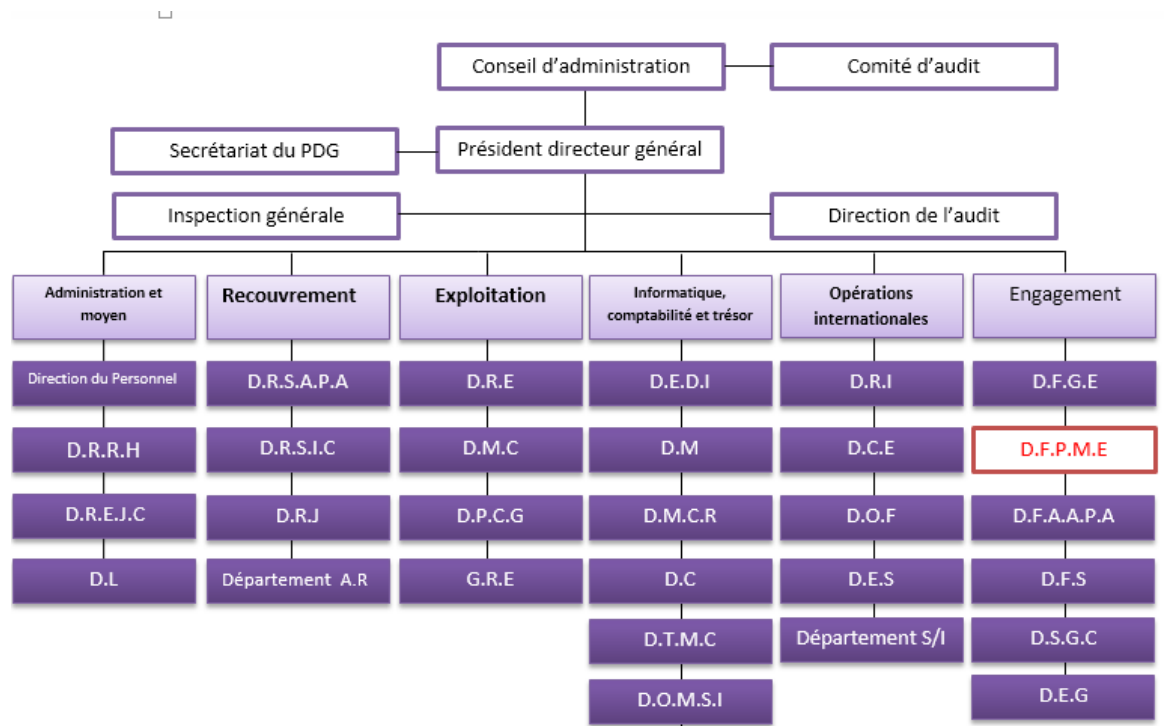 Conseil d'administration
Comité d'audit
Secrétariat du PDG
Président directeur général
Inspection générale
Direction de l'audit
Administration et
moyen
Recouvrement
Exploitation
Informatique,
comptabilité et trésor
Opérations
internationales
Engagement
Direction du Personnel
D.R.S.A.P.A
D.R.E
D.E.D.I
D.R.I
D.F.G.E
D.R.R.H
D.R.S.I.C
D.M.C
D.M
D.C.E
D.F.P.M.E
D.R.E.J.C
D.R.J
D.P.C.G
D.M.C.R
D.O.F
D.F.A.A.P.A
D.L
Département A.R
G.R.E
D.C
D.E.S
D.F.S
D.T.M.C
Département S/I
D.S.G.C
D.O.M.S.I
D.E.G